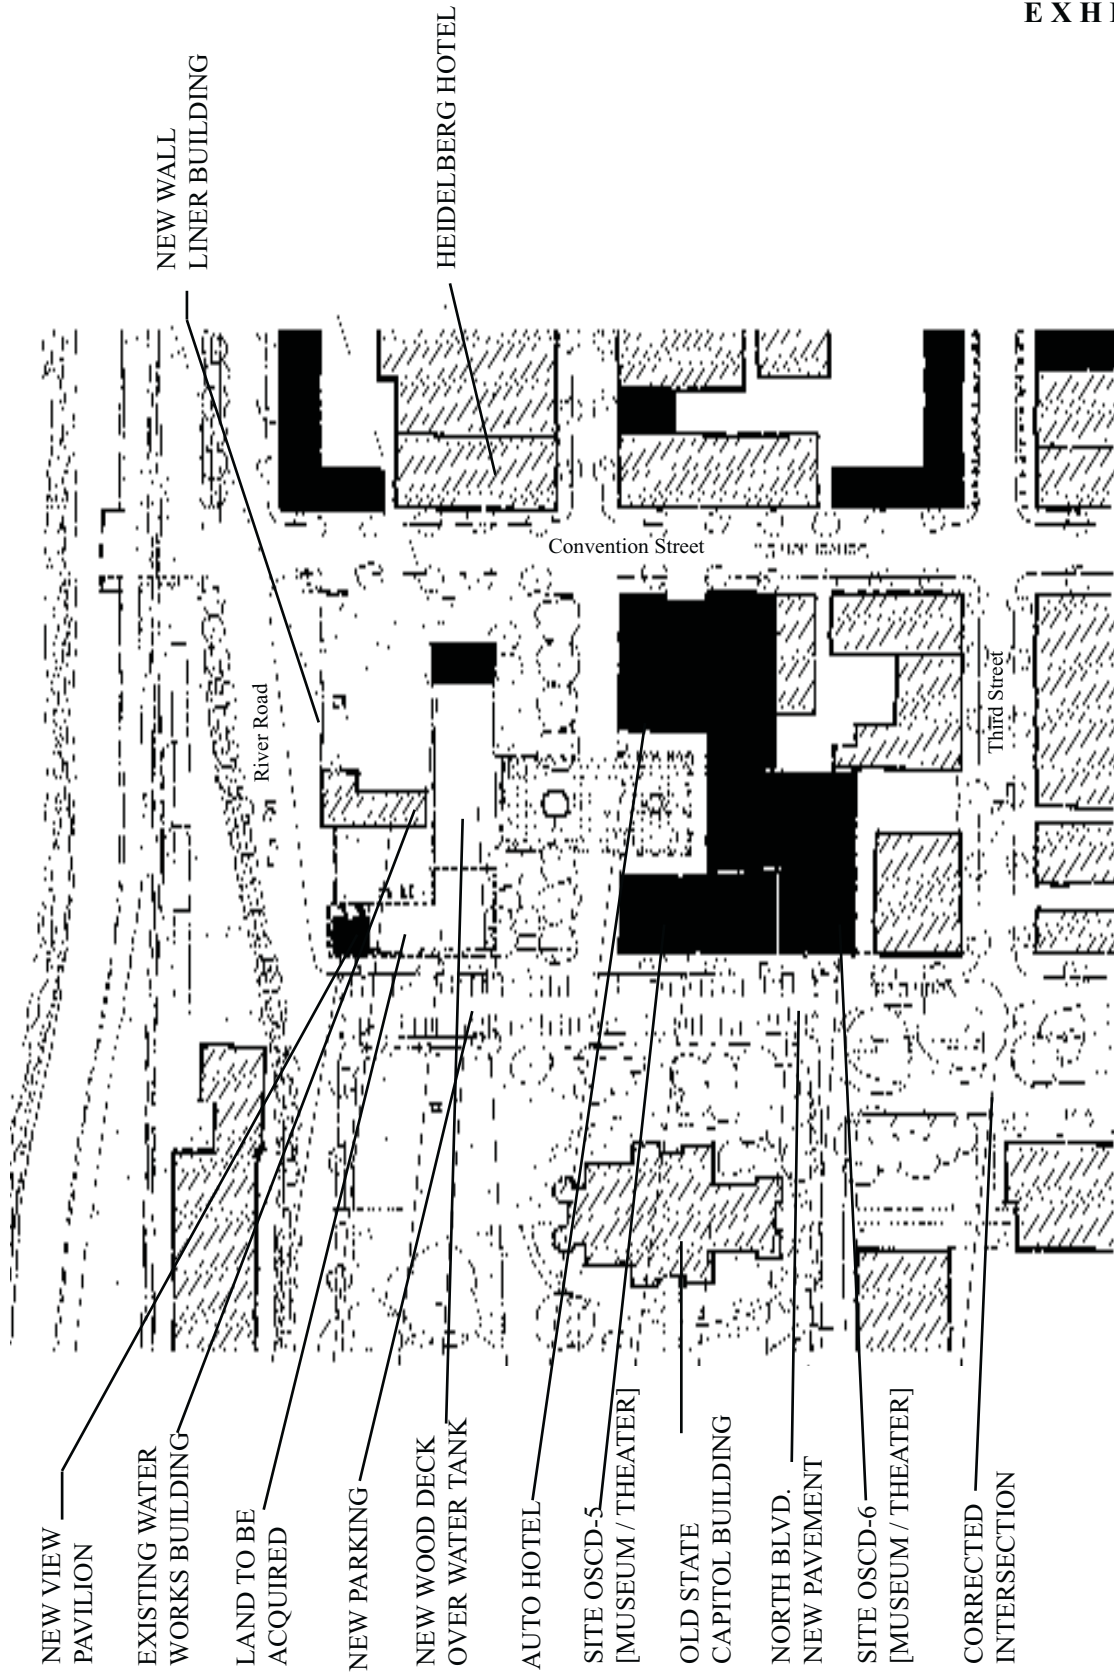 E X H
NEW WALL
LINER BUILDING
HEIDELBERG HOTEL
Convention Street
River Road
Third Street
NEW VIEW
PAVILION
EXISTING WATER
WORKS BUILDING
LAND TO BE
ACQUIRED
NEW PARKING
NEW WOOD DECK
OVER WATER TANK
AUTO HOTEL
SITE OSCD-5
[MUSEUM / THEATER]
OLD STATE
CAPITOL BUILDING
NORTH BLVD.
NEW PAVEMENT
SITE OSCD-6
[MUSEUM / THEATER]
CORRECTED
INTERSECTION